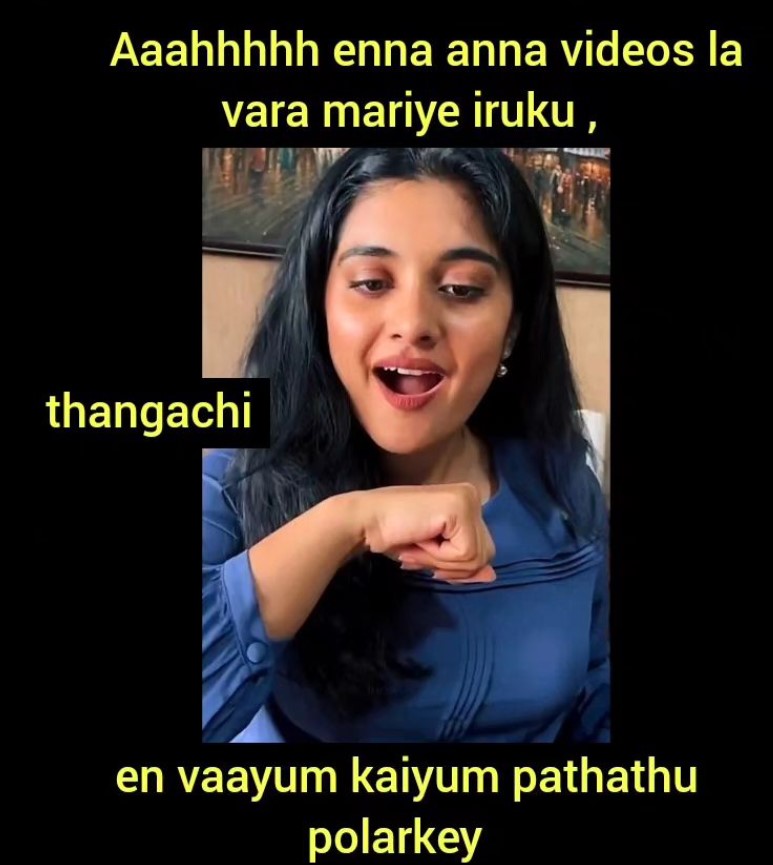 Aaahhhhh enna anna videos la
vara mariye iruku ,
thangachi
en vaayum kaiyum pathathu
polarkey